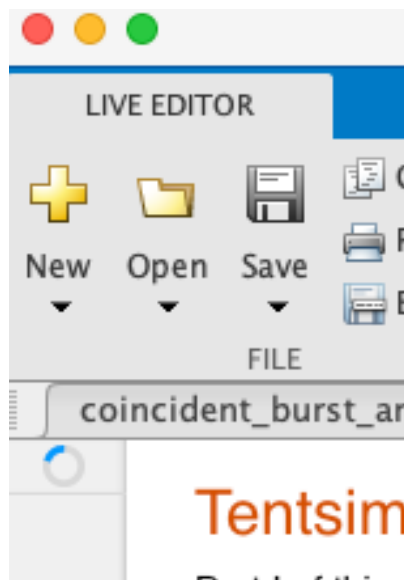 LIVE EDITOR
New
Open
Save
FILE
coincident_burst_ar
Tentsim